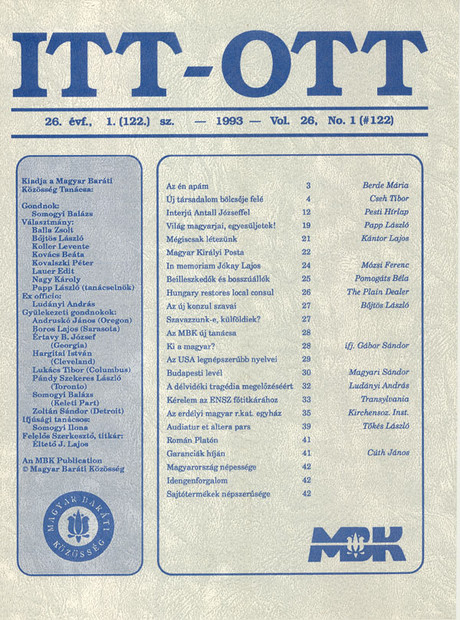 ITT-OTT
26. évf., 1. (122.) sz. — 1993 — Vol. 26, No. 1 (#122)
Kiadja a Magyar Baráti
Közösség Tanácsa:
Gondnok:
Somogyi Balázs
Választmány:
Balla Zsolt
Bőjtös László
Koller Levente
Kovács Beáta
Kovalszki Péter
Lauer Edit
Nagy Károly
Papp László (tanácselnök)
Ex officio:
Ludányi András
Gyülekezeti gondnokok:
Andruskó János (Oregon)
Boros Lajos (Sarasota)
Értavy B. József
(Georgia)
Hargitai István
(Cleveland)
Lukács Tibor (Columbus)
Pándy Szekeres László
(Toronto)
Somogyi Balázs
(Keleti Part)
Zoltán Sándor (Detroit)
Ifjúsági tanácsos:
Somogyi Ilona
Felelős Szerkesztő, titkár:
Éltető J. Lajos
An MBK Publication
© Magyar Baráti Közösség
MAGYAR BARÁTI KÖZÖSSÉG
Az én apám 3 Berde Mária
Új társadalom bölcsője felé 4 Cseh Tibor
Interjú Antall Józseffel 12 Pesti Hírlap
Világ magyarjai, egyesüljetek! 19 Papp László
Mégiscsak létezünk 21 Kántor Lajos
Magyar Királyi Posta 22
In memoriam Jókay Lajos 24 Mózsi Ferenc
Beilleszkedők és bosszúállók 25 Pomogáts Béla
Hungary restores local consul 26 The Plain Dealer
Az új konzul szavai 27 Bőjtös László
Szavazzunk-e, külföldiek? 27
Az MBK új tanácsa 28
Ki a magyar? 28 ifj. Gábor Sándor
Az USA legnépszerűbb nyelvei 29
Budapesti levél 30 Magyari Sándor
A délvidéki tragédia megelőzéséért 32 Ludányi András
Kérelem az ENSZ főtitkárához 33 Transylvania
Az erdélyi magyar r.kat. egyház 35 Kirchensoz. Inst.
Audiatur et altera pars 39 Tőkés László
Román Platón 41
Garanciák híján 41 Cúth János
Magyarország népessége 42
Idengenforgalom 42
Sajtótermékek népszerűsége 42
MBK